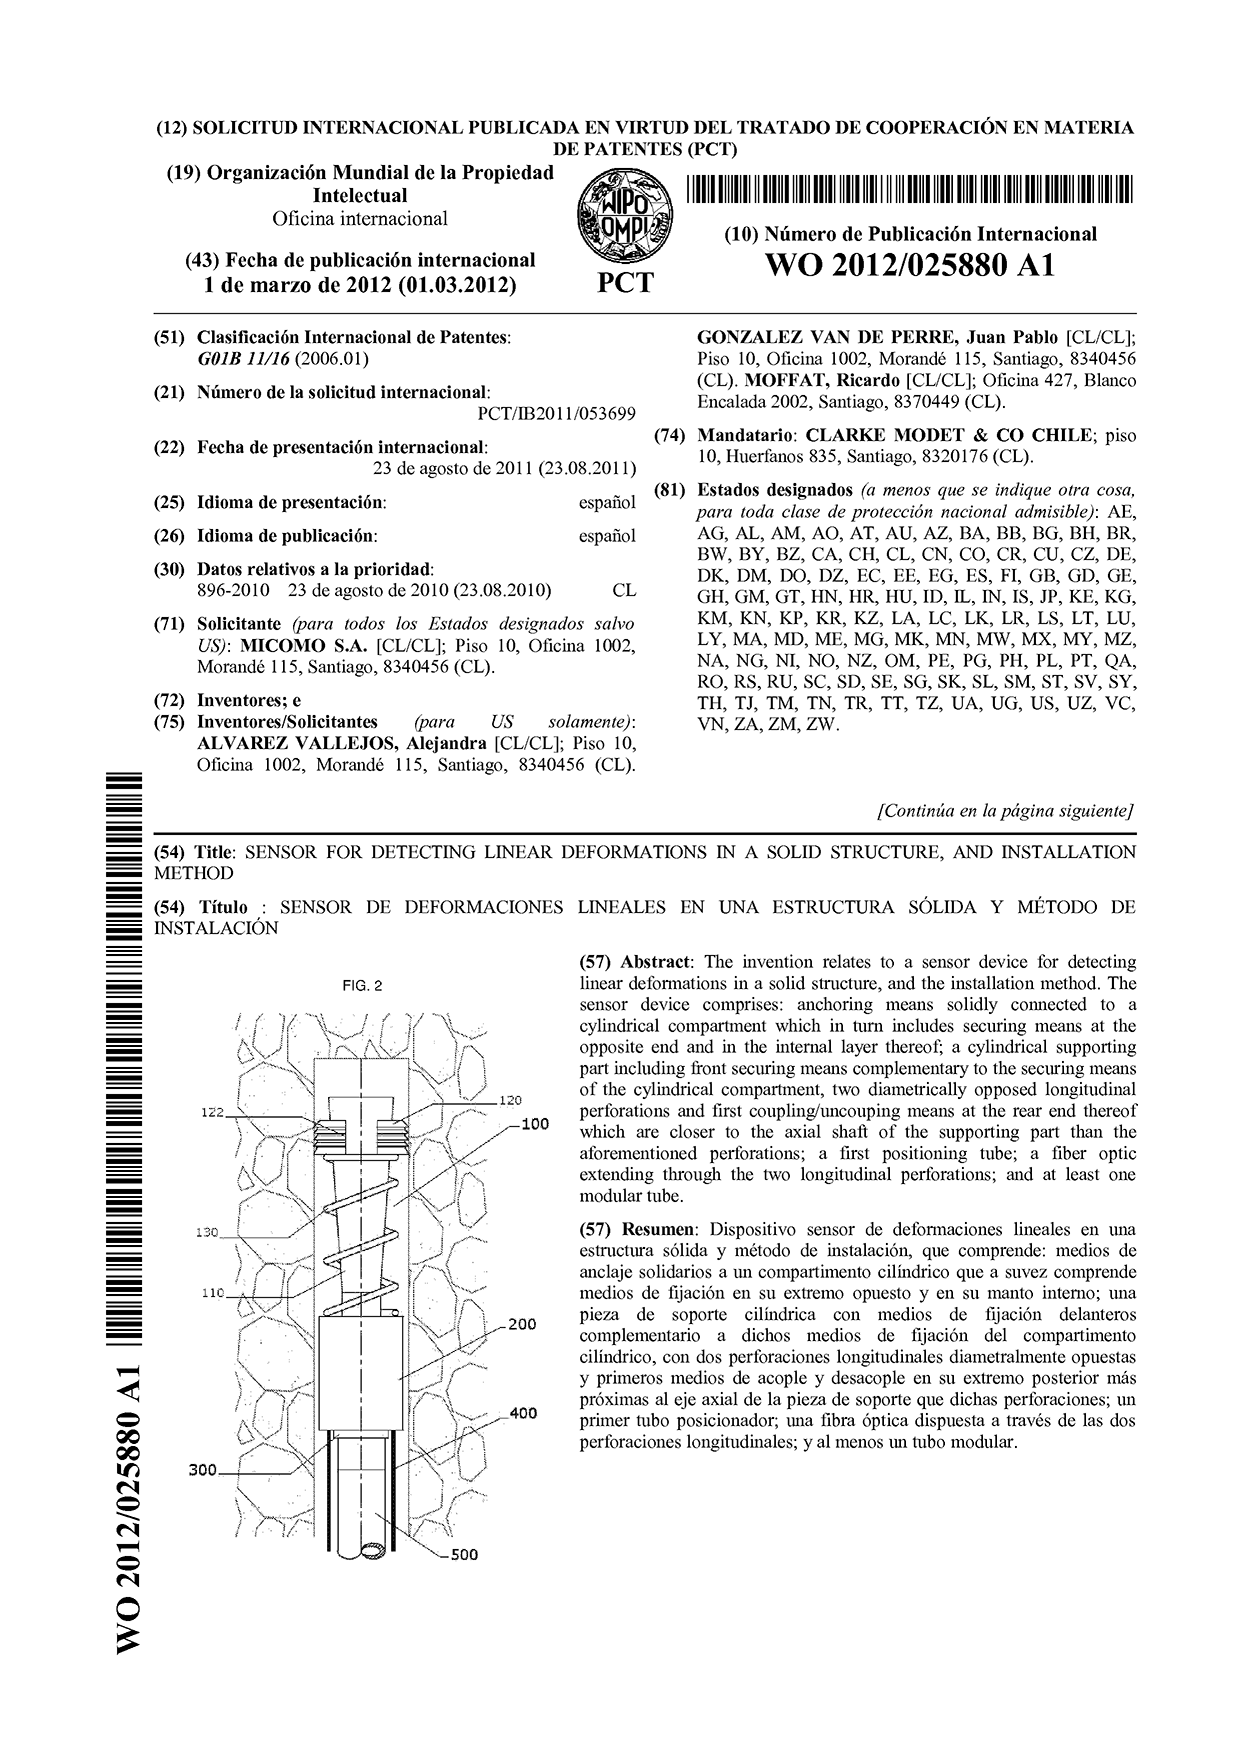 (12) SOLICITUD INTERNACIONAL PUBLICADA EN VIRTUD DEL TRATADO DE COOPERACIÓN EN MATERIA
DE PATENTES (PCT)
(19) Organización Mundial de la Propiedad
Intelectual
Oficina internacional
(43) Fecha de publicación internacional
1 de marzo de 2012 (01.03.2012)
WIPO
OMPI
PCT
(10) Número de Publicación Internacional
WO 2012/025880 A1
(51) Clasificación Internacional de Patentes:
G01B 11/16 (2006.01)
(21) Número de la solicitud internacional:
PCT/IB2011/053699
(22) Fecha de presentación internacional:
23 de agosto de 2011 (23.08.2011)
(25) Idioma de presentación: español
(26) Idioma de publicación: español
(30) Datos relativos a la prioridad:
896-2010 23 de agosto de 2010 (23.08.2010) CL
(71) Solicitante (para todos los Estados designados salvo
US): MICOMO S.A. [CL/CL]; Piso 10, Oficina 1002,
Morandé 115, Santiago, 8340456 (CL).
(72) Inventores; e
(75) Inventores/Solicitantes (para US solamente):
ALVAREZ VALLEJOS, Alejandra [CL/CL]; Piso 10,
Oficina 1002, Morandé 115, Santiago, 8340456 (CL).
GONZALEZ VAN DE PERRE, Juan Pablo [CL/CL];
Piso 10, Oficina 1002, Morandé 115, Santiago, 8340456
(CL). MOFFAT, Ricardo [CL/CL]; Oficina 427, Blanco
Encalada 2002, Santiago, 8370449 (CL).
(74) Mandatario: CLARKE MODET & CO CHILE; piso
10, Huerfanos 835, Santiago, 8320176 (CL).
(81) Estados designados (a menos que se indique otra cosa,
para toda clase de protección nacional admisible): AE,
AG, AL, AM, AO, AT, AU, AZ, BA, BB, BG, BH, BR,
BW, BY, BZ, CA, CH, CL, CN, CO, CR, CU, CZ, DE,
DK, DM, DO, DZ, EC, EE, EG, ES, FI, GB, GD, GE,
GH, GM, GT, HN, HR, HU, ID, IL, IN, IS, JP, KE, KG,
KM, KN, KP, KR, KZ, LA, LC, LK, LR, LS, LT, LU,
LY, MA, MD, ME, MG, MK, MN, MW, MX, MY, MZ,
NA, NG, NI, NO, NZ, OM, PE, PG, PH, PL, PT, QA,
RO, RS, RU, SC, SD, SE, SG, SK, SL, SM, ST, SV, SY,
TH, TJ, TM, TN, TR, TT, TZ, UA, UG, US, UZ, VC,
VN, ZA, ZM, ZW.
[Continúa en la página siguiente]
(54) Title: SENSOR FOR DETECTING LINEAR DEFORMATIONS IN A SOLID STRUCTURE, AND INSTALLATION
METHOD
(54) Título : SENSOR DE DEFORMACIONES LINEALES EN UNA ESTRUCTURA SÓLIDA Y MÉTODO DE
INSTALACIÓN
FIG. 2
122
120
100
130
110
200
400
300
500
(57) Abstract: The invention relates to a sensor device for detecting
linear deformations in a solid structure, and the installation method. The
sensor device comprises: anchoring means solidly connected to a
cylindrical compartment which in turn includes securing means at the
opposite end and in the internal layer thereof; a cylindrical supporting
part including front securing means complementary to the securing means
of the cylindrical compartment, two diametrically opposed longitudinal
perforations and first coupling/uncouping means at the rear end thereof
which are closer to the axial shaft of the supporting part than the
aforementioned perforations; a first positioning tube; a fiber optic
extending through the two longitudinal perforations; and at least one
modular tube.
(57) Resumen: Dispositivo sensor de deformaciones lineales en una
estructura sólida y método de instalación, que comprende: medios de
anclaje solidarios a un compartimento cilíndrico que a suvez comprende
medios de fijación en su extremo opuesto y en su manto interno; una
pieza de soporte cilíndrica con medios de fijación delanteros
complementario a dichos medios de fijación del compartimento
cilíndrico, con dos perforaciones longitudinales diametralmente opuestas
y primeros medios de acople y desacople en su extremo posterior más
próximas al eje axial de la pieza de soporte que dichas perforaciones; un
primer tubo posicionador; una fibra óptica dispuesta a través de las dos
perforaciones longitudinales; y al menos un tubo modular.
WO 2012/025880 A1